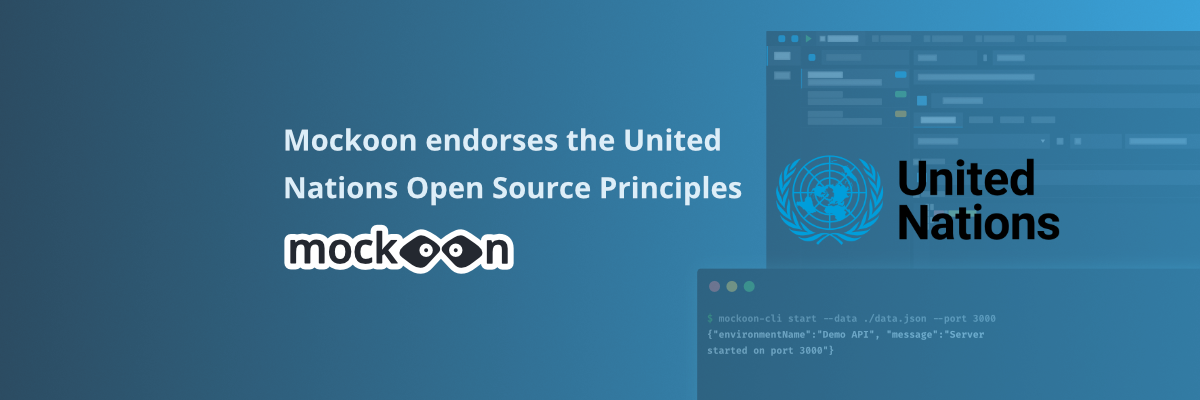 Mockoon endorses the United
Nations Open Source Principles
mockoon
United
Nations
$ mockoon-cli start --data ./data.json --port 3000
{"environmentName":"Demo API", "message":"Server
started on port 3000"}